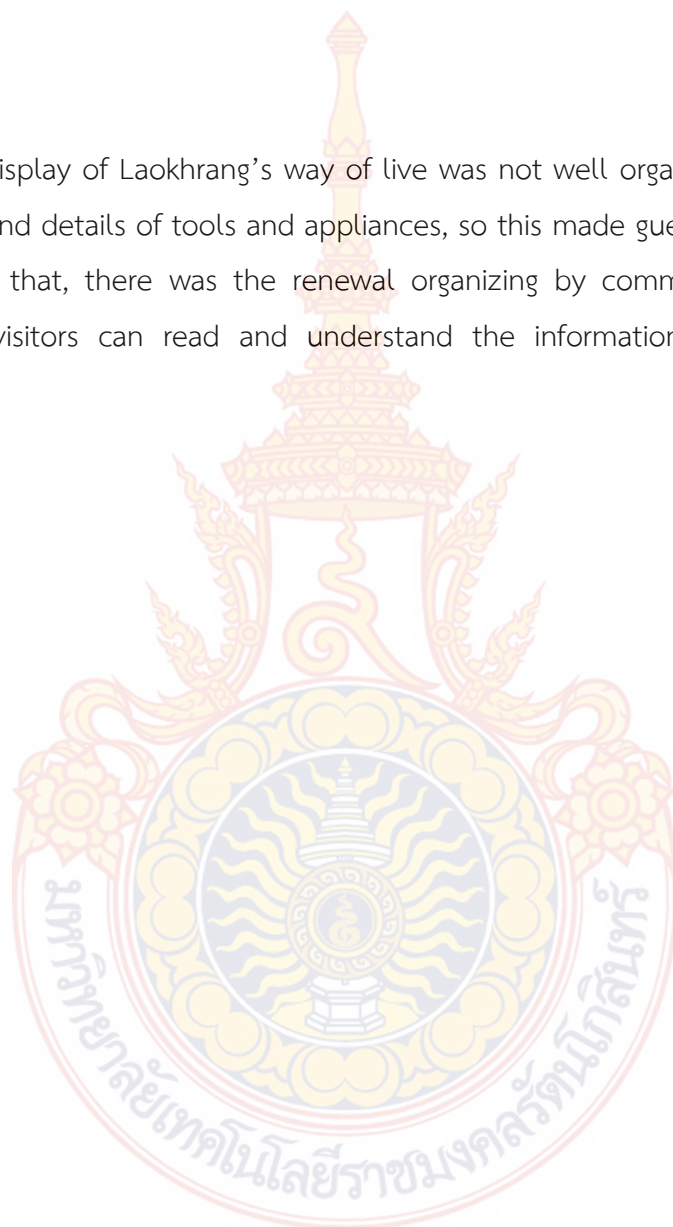 isplay of Laokhrang’s way of live was not well orga
nd details of tools and appliances, so this made gue
that, there was the renewal organizing by comm
visitors can read and understand the information
มหาวิทยาลัยเทคโนโลยีราชมงคลรัตนโกสินทร์